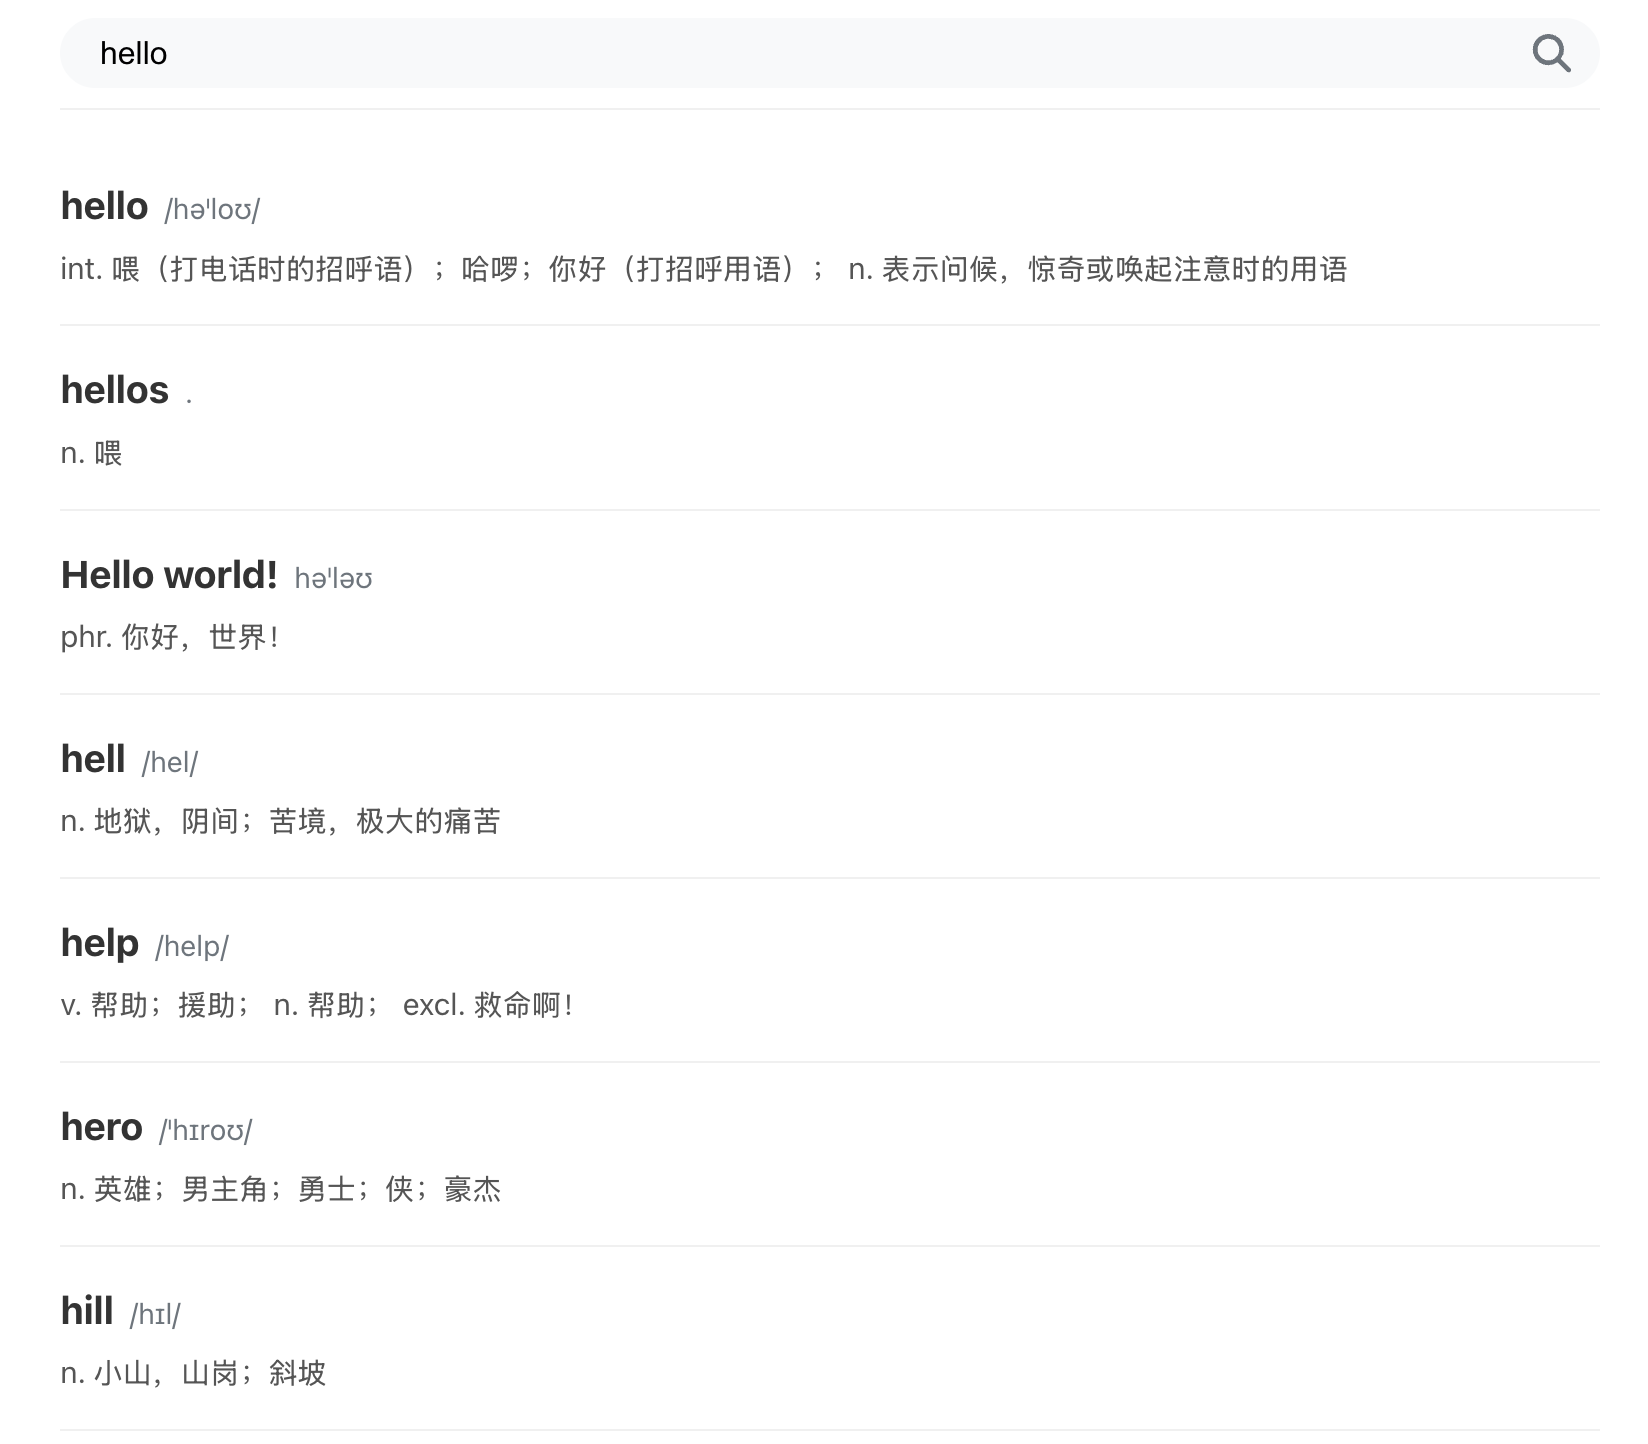 hello
hello /həˈloʊ/
int. 喂（打电话时的招呼语）；哈啰；你好（打招呼用语）； n. 表示问候，惊奇或唤起注意时的用语
hellos .
n. 喂
Hello world! həˈləʊ
phr. 你好，世界！
hell /hel/
n. 地狱，阴间；苦境，极大的痛苦
help /help/
v. 帮助；援助； n. 帮助； excl. 救命啊！
hero /ˈhɪroʊ/
n. 英雄；男主角；勇士；侠；豪杰
hill /hɪl/
n. 小山，山岗；斜坡